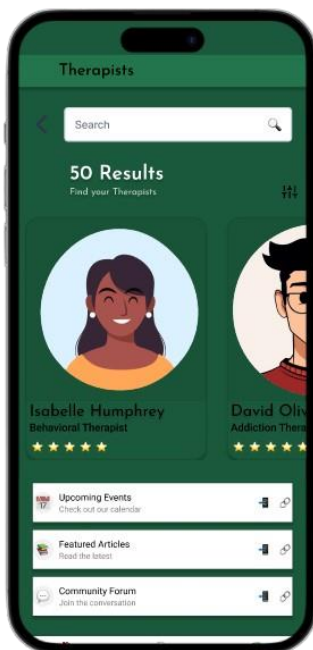 Therapists
Search
50 Results
Find your Therapists
Isabelle Humphrey
Behavioral Therapist
David Oliv
Addiction Thera
17
Upcoming Events
Check out our calendar
Featured Articles
Read the latest
Community Forum
Join the conversation